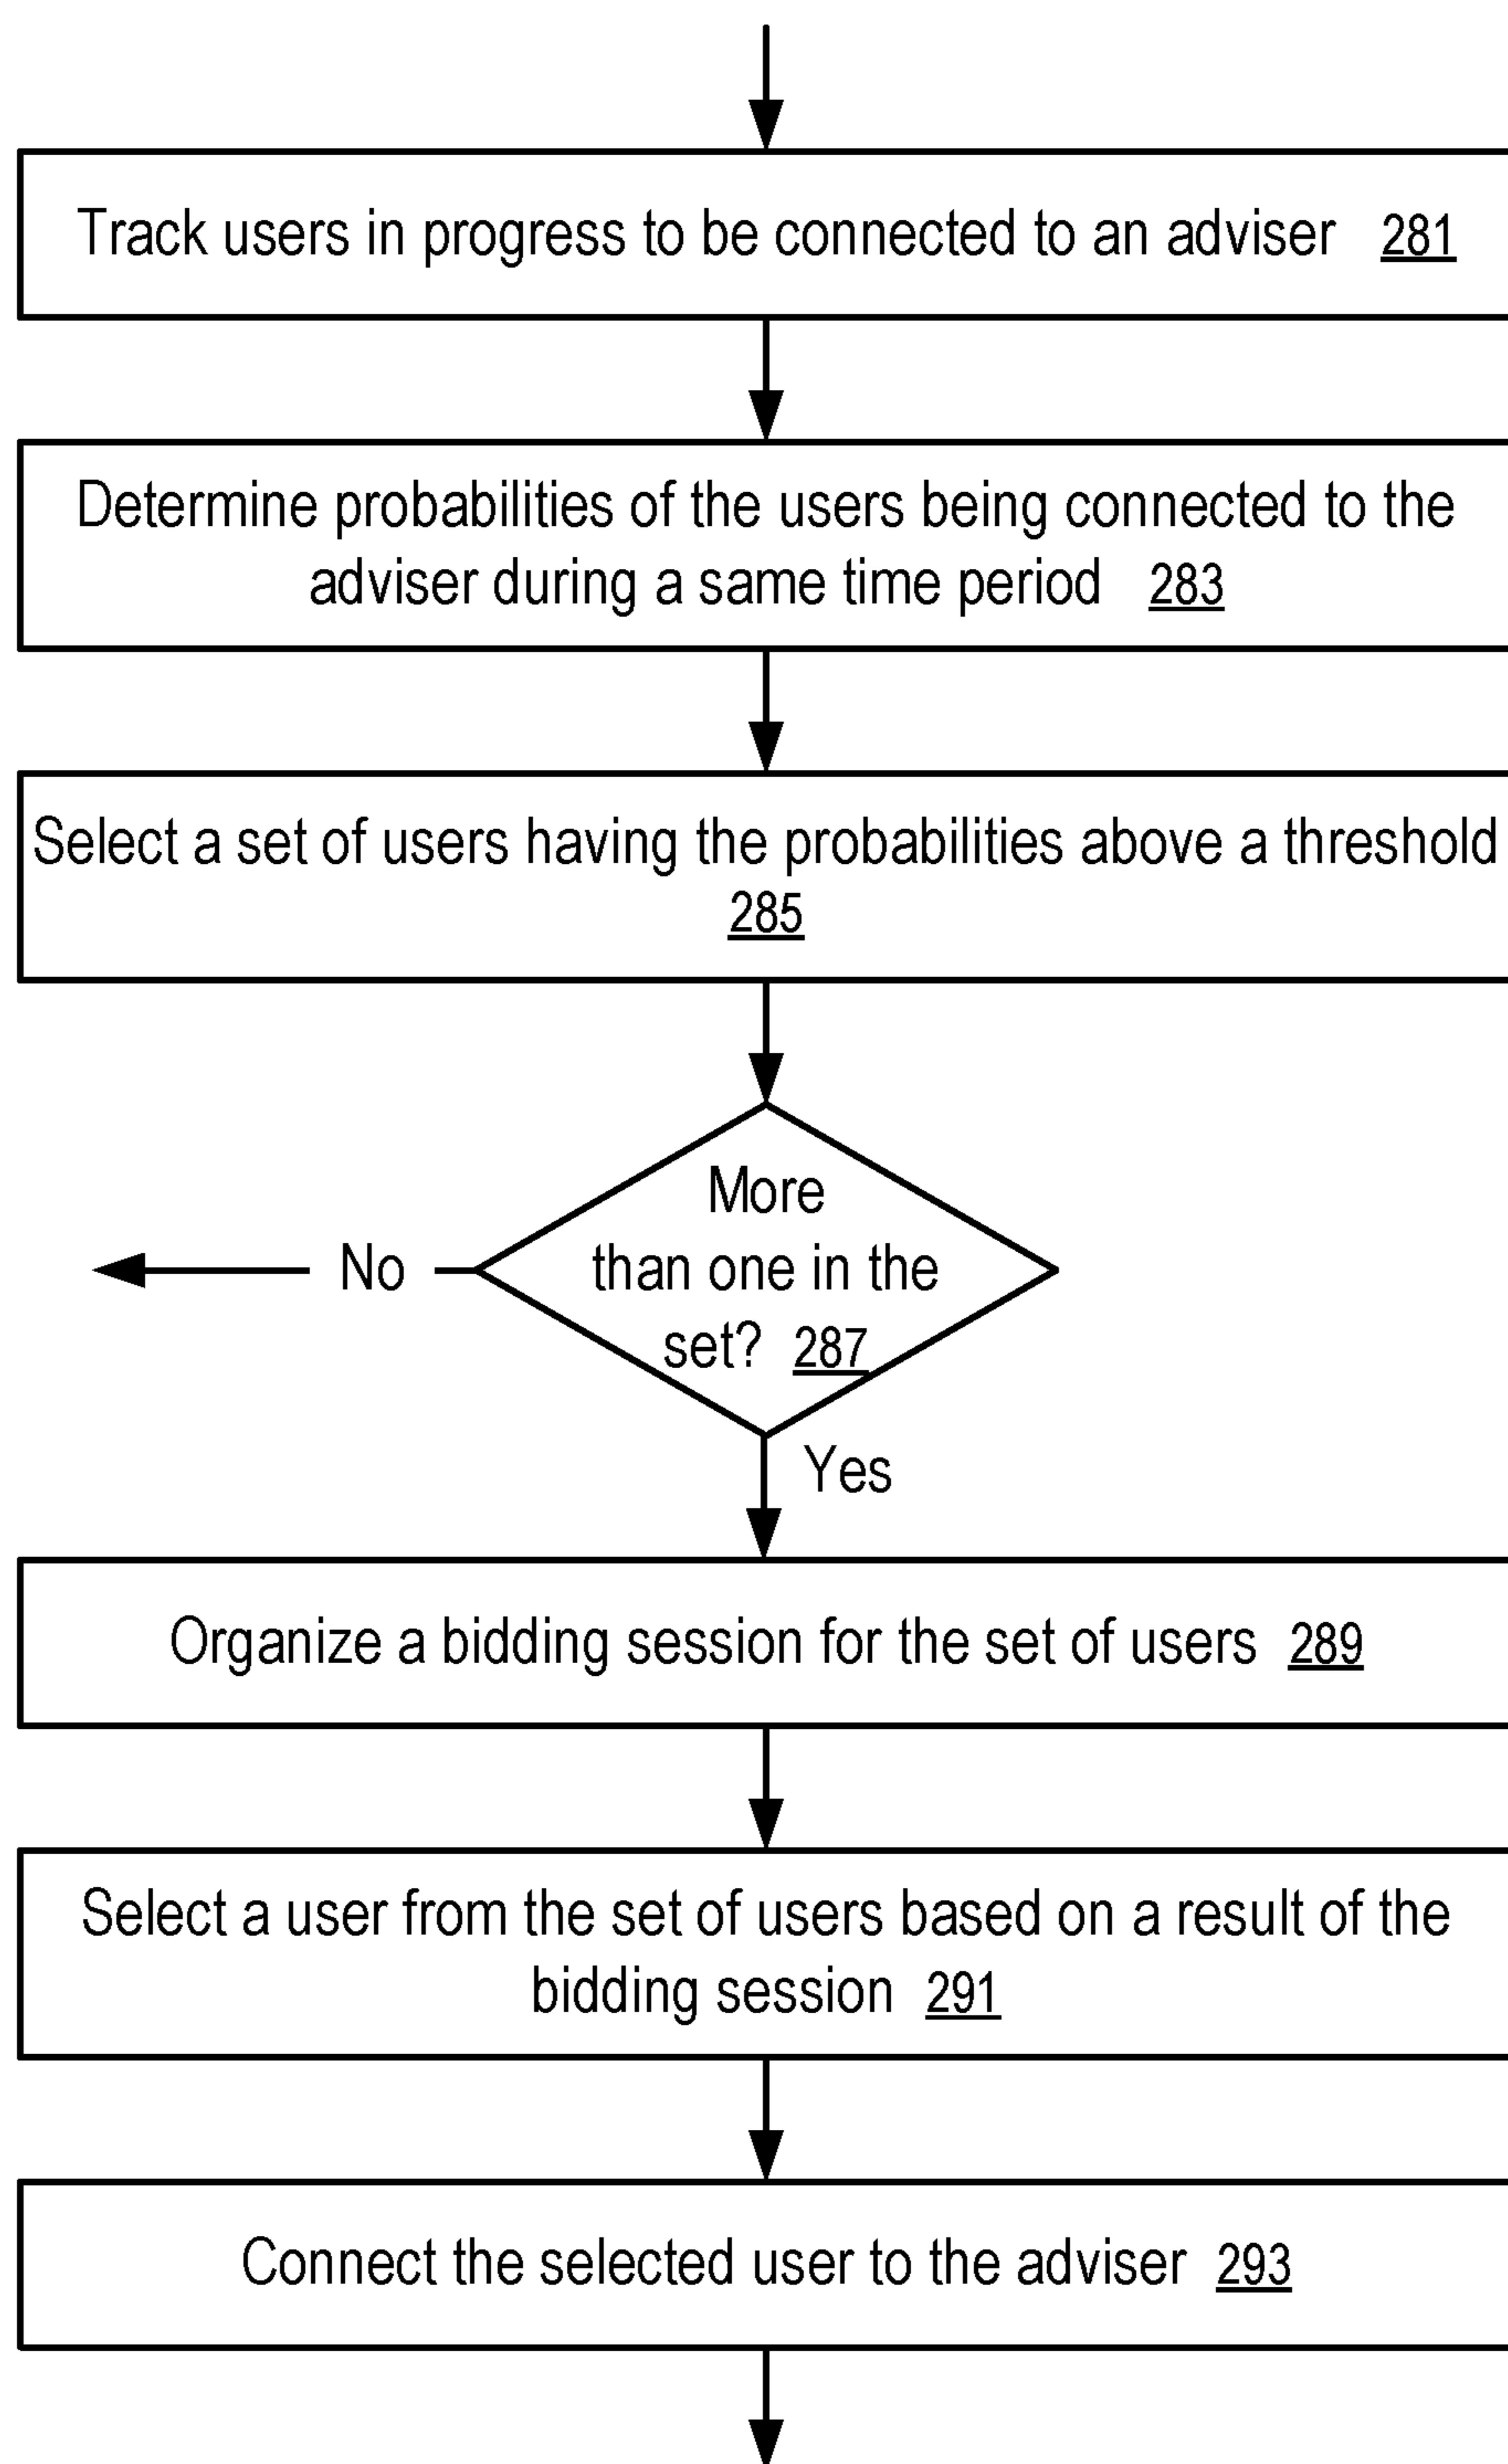 Track users in progress to be connected to an adviser 281
Determine probabilities of the users being connected to the
adviser during a same time period 283
Select a set of users having the probabilities above a threshold
285
More
than one in the
set? 287
No
Yes
Organize a bidding session for the set of users 289
Select a user from the set of users based on a result of the
bidding session 291
Connect the selected user to the adviser 293